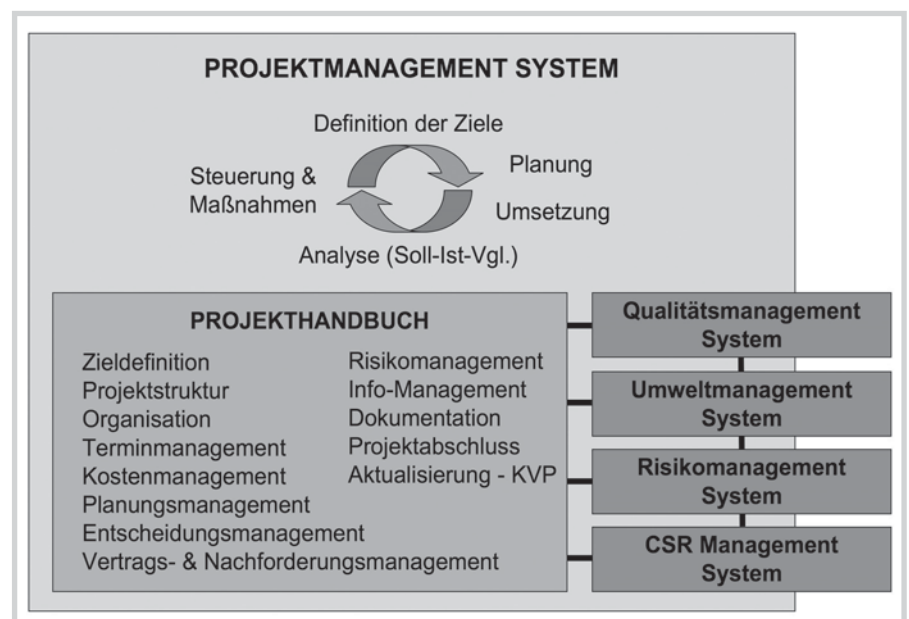 PROJEKTMANAGEMENT SYSTEM
Definition der Ziele
Planung
Steuerung &
Maßnahmen
Umsetzung
Analyse (Soll-Ist-Vgl.)
PROJEKTHANDBUCH
Zieldefinition
Projektstruktur
Organisation
Terminmanagement
Kostenmanagement
Planungsmanagement
Entscheidungsmanagement
Vertrags- & Nachforderungsmanagement
Risikomanagement
Info-Management
Dokumentation
Projektabschluss
Aktualisierung - KVP
Qualitätsmanagement
System
Umweltmanagement
System
Risikomanagement
System
CSR Management
System